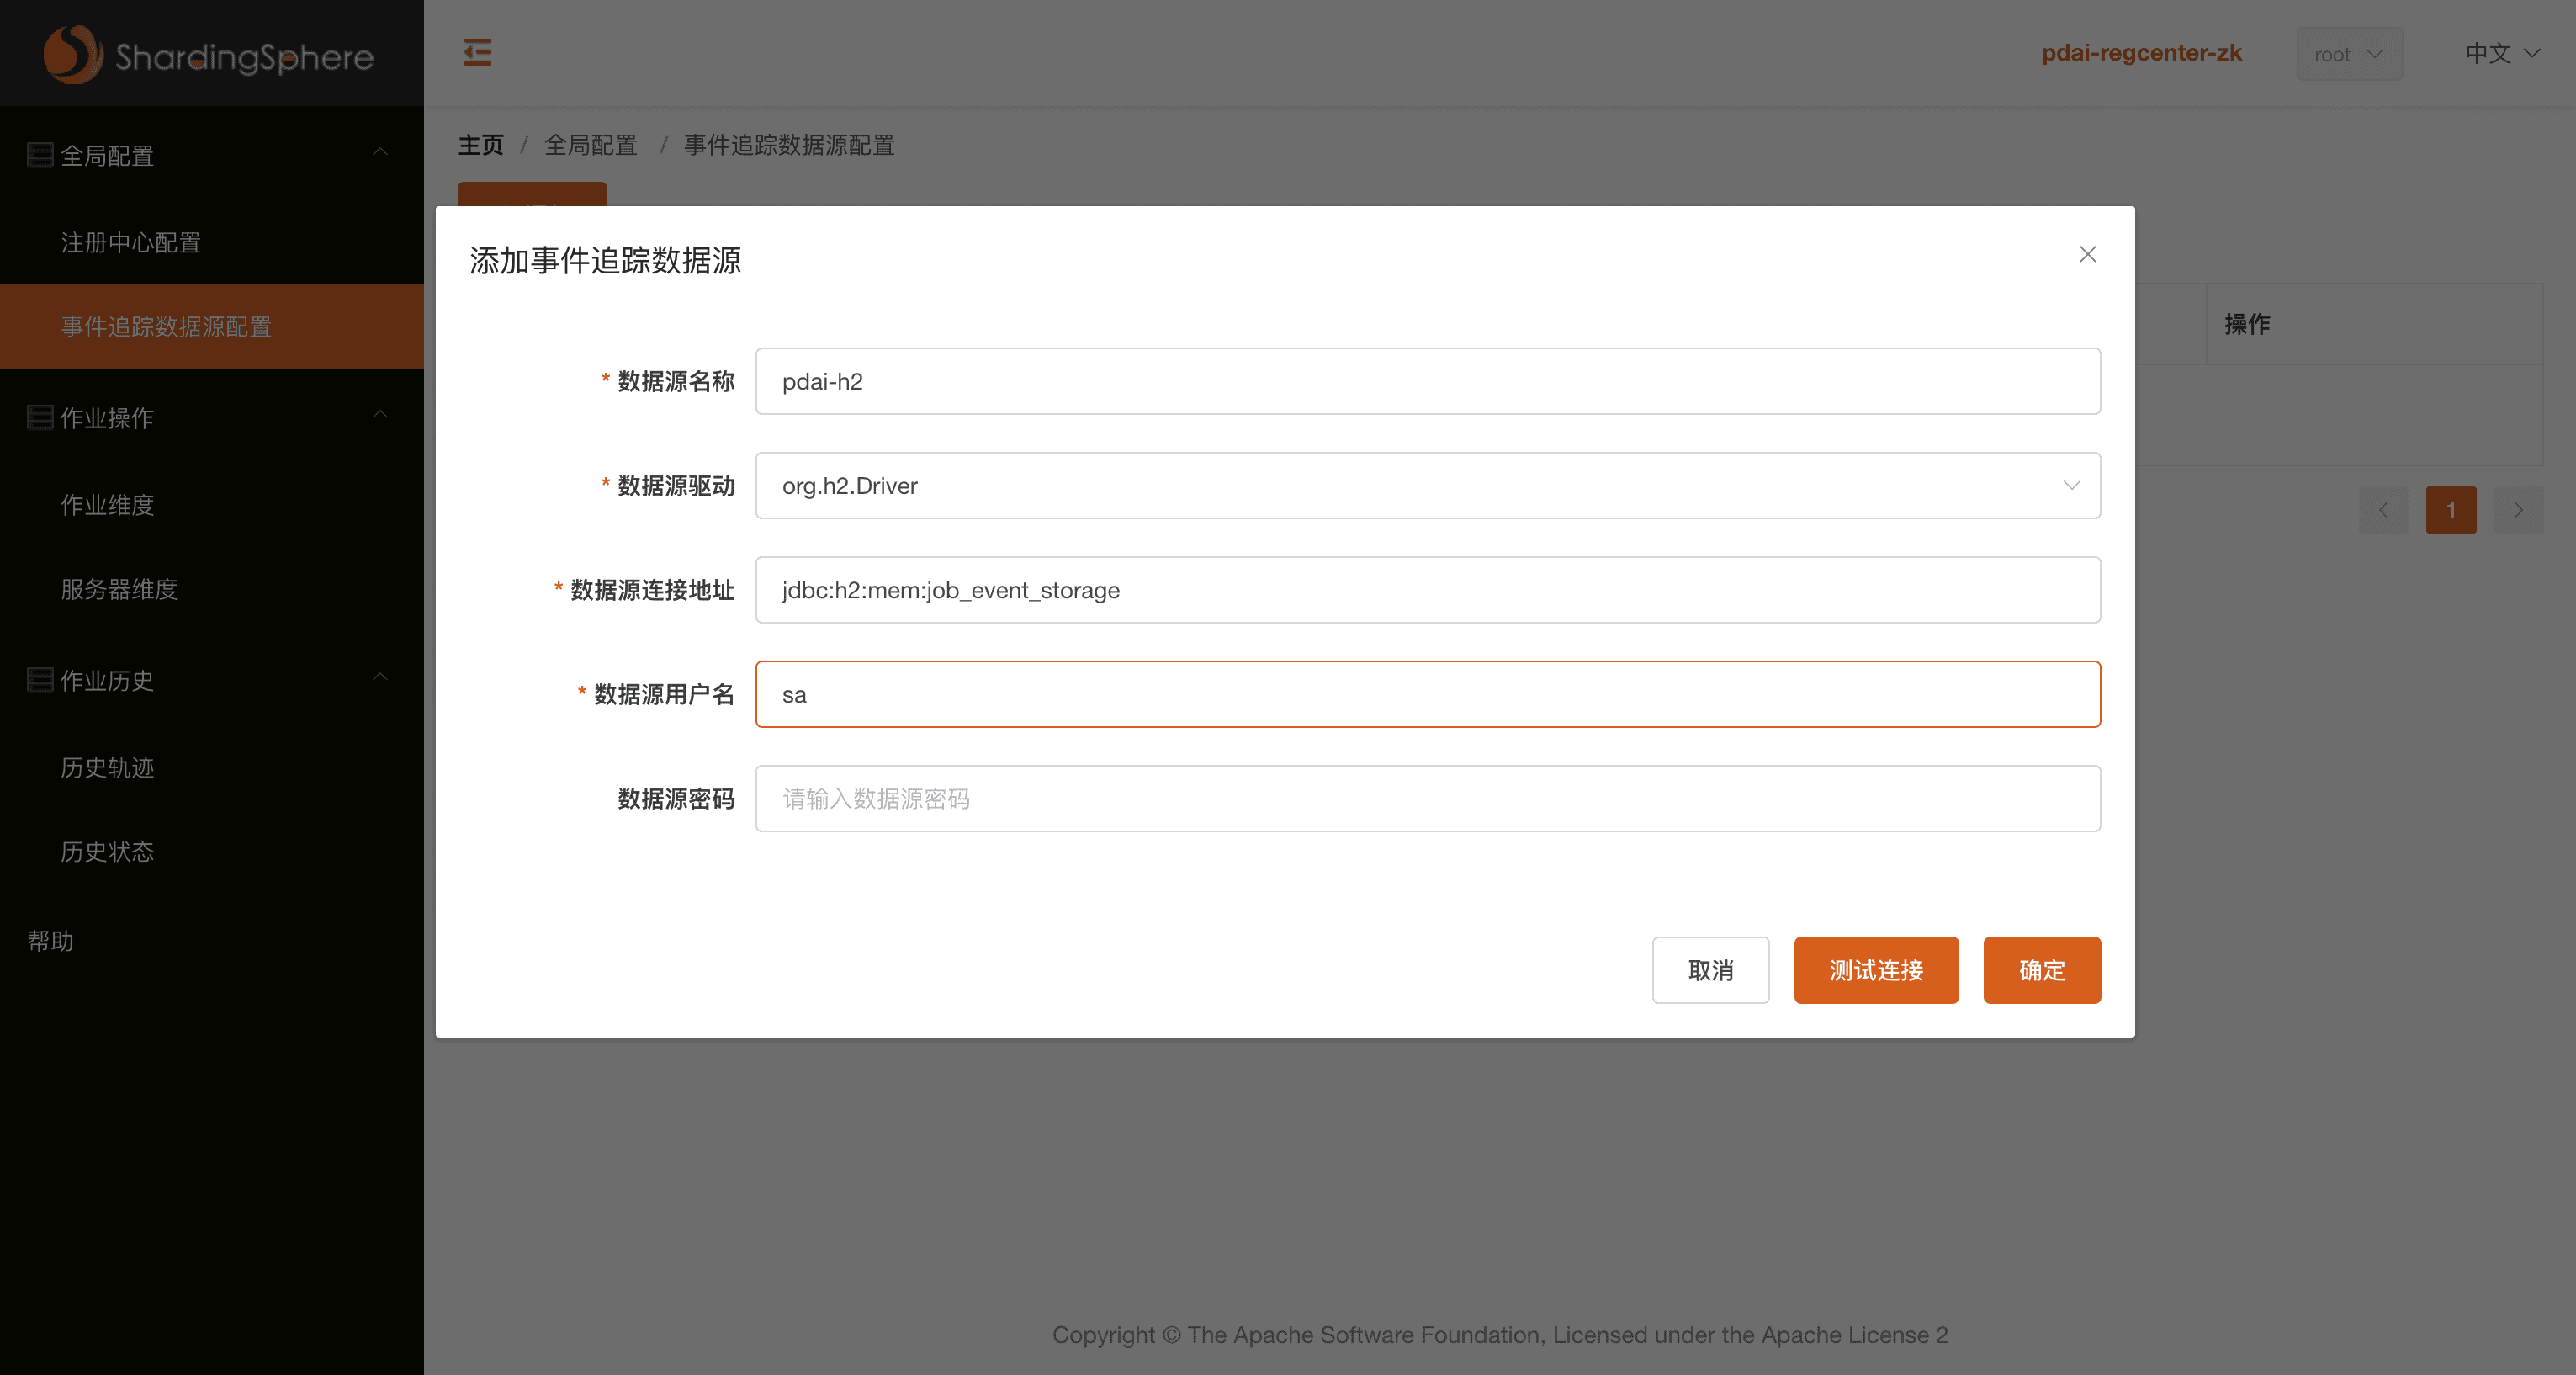 ShardingSphere
pdai-regcenter-zk
root
中文
全局配置
注册中心配置
事件追踪数据源配置
作业操作
作业维度
服务器维度
作业历史
历史轨迹
历史状态
帮助
主页 / 全局配置 / 事件追踪数据源配置
操作
1
添加事件追踪数据源
* 数据源名称 pdai-h2
* 数据源驱动 org.h2.Driver
* 数据源连接地址 jdbc:h2:mem:job_event_storage
* 数据源用户名 sa
数据源密码 请输入数据源密码
取消 测试连接 确定
Copyright © The Apache Software Foundation, Licensed under the Apache License 2